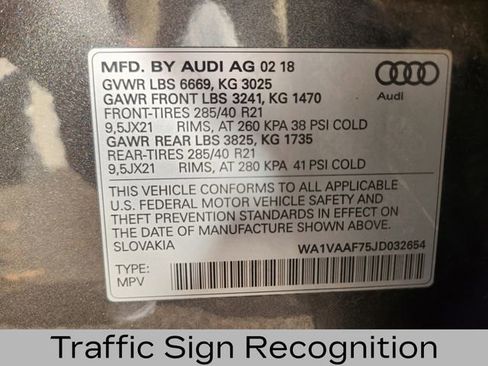 MFD. BY AUDI AG 02 18
GVWR LBS 6669, KG 3025
GAWR FRONT LBS 3241, KG 1470
FRONT-TIRES 285/40 R21
9,5JX21 RIMS, AT 260 KPA 38 PSI COLD
GAWR REAR LBS 3825, KG 1735
REAR-TIRES 285/40 R21
9,5JX21 RIMS, AT 280 KPA 41 PSI COLD
Audi
THIS VEHICLE CONFORMS TO ALL APPLICABLE
U.S. FEDERAL MOTOR VEHICLE SAFETY AND
THEFT PREVENTION STANDARDS IN EFFECT ON
THE DATE OF MANUFACTURE SHOWN ABOVE
SLOVAKIA WA1VAAF75JD032654
TYPE:
MPV
Traffic Sign Recognition